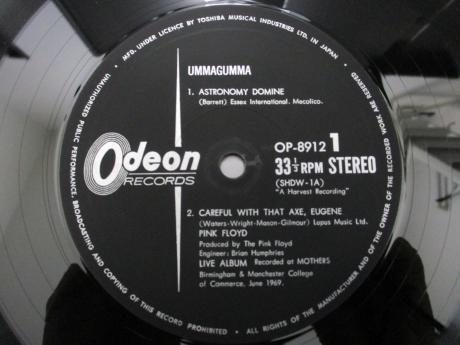 MFG. UNDER LICENCE BY TOSHIBA MUSICAL INDUSTRIES LTD. IN JAPAN •
UMMAGUMMA
1. ASTRONOMY DOMINE
(Barrett) Essex International. Mecolico.
Odeon
RECORDS
OP-8912 1
33 1/3 RPM STEREO
(SHDW-1A)
"A Harvest Recording"
2. CAREFUL WITH THAT AXE, EUGENE
(Waters-Wright-Mason-Gilmour) Lupus Music Ltd.
PINK FLOYD
Produced by The Pink Floyd
Engineer: Brian Humphries
LIVE ALBUM Recorded at MOTHERS
Birmingham & Manchester College
of Commerce, June 1969.
• ALL RIGHTS OF THE MANUFACTURER AND OF THE OWNER OF THE RECORDED WORK ARE RESERVED
UNAUTHORIZED PUBLIC PERFORMANCE, BROADCASTING AND COPYING OF THIS RECORD PROHIBITED